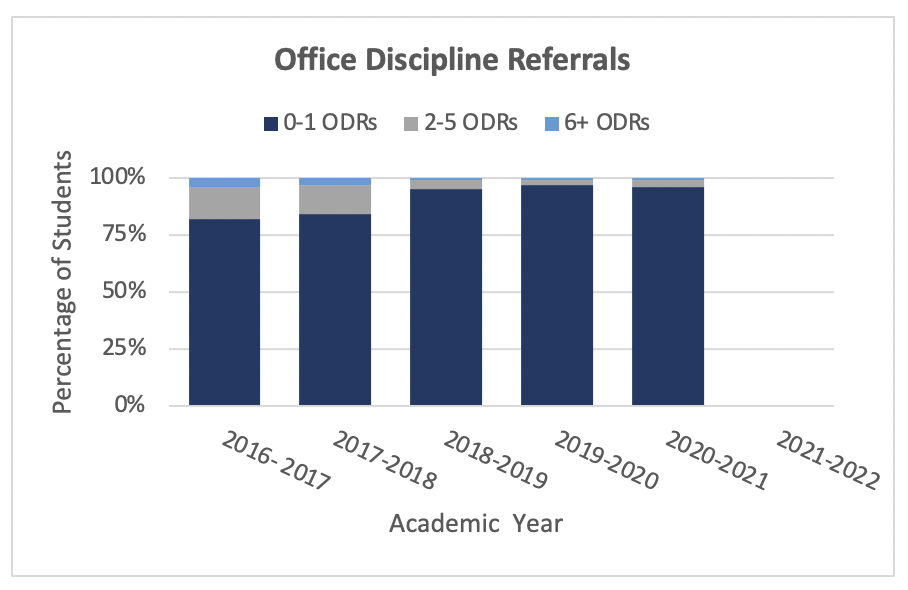 Office Discipline Referrals
0-1 ODRs 2-5 ODRs 6+ ODRs
Percentage of Students
100%
75%
50%
25%
0%
2016-2017
2017-2018
2018-2019
2019-2020
2020-2021
2021-2022
Academic Year